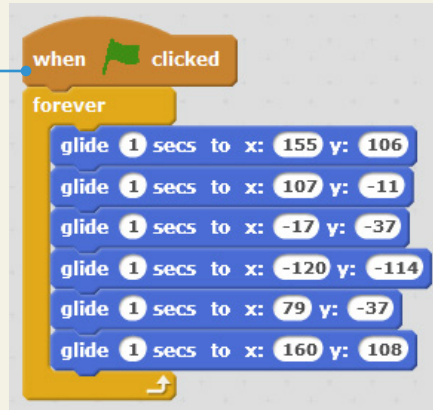 when clicked
forever
glide 1 secs to x: 155 y: 106
glide 1 secs to x: 107 y: -11
glide 1 secs to x: -17 y: -37
glide 1 secs to x: -120 y: -114
glide 1 secs to x: 79 y: -37
glide 1 secs to x: 160 y: 108